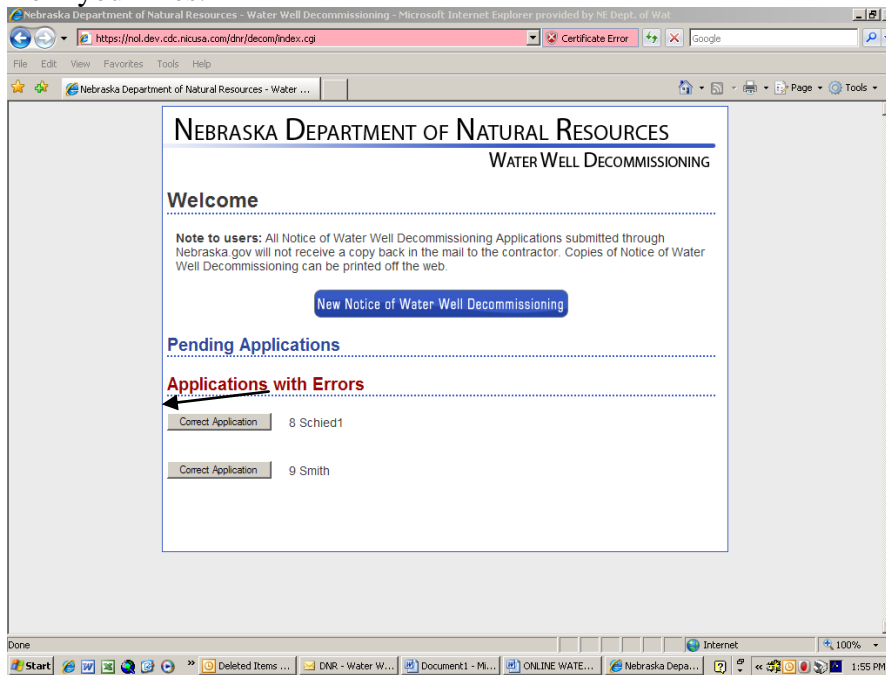 Nebraska Department of Natural Resources - Water Well Decommissioning - Microsoft Internet Explorer provided by NE Dept. of Wat
https://nol.dev.cdc.nicusa.com/dnr/decom/index.cgi
Certificate Error
Google
File Edit View Favorites Tools Help
Nebraska Department of Natural Resources - Water ...
Page
Tools
NEBRASKA DEPARTMENT OF NATURAL RESOURCES
WATER WELL DECOMMISSIONING
Welcome
Note to users: All Notice of Water Well Decommissioning Applications submitted through
Nebraska.gov will not receive a copy back in the mail to the contractor. Copies of Notice of Water
Well Decommissioning can be printed off the web.
New Notice of Water Well Decommissioning
Pending Applications
Applications with Errors
Correct Application 8 Schied1
Correct Application 9 Smith
Done
Internet
100%
Start
Deleted Items ...
DNR - Water W...
Document1 - Mi...
ONLINE WATE...
Nebraska Depa...
1:55 PM